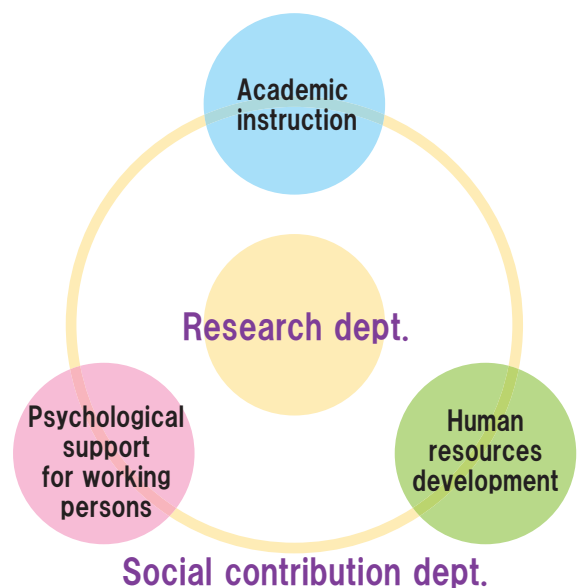 Academic
instruction
Research dept.
Psychological
support
for working
persons
Human
resources
development
Social contribution dept.